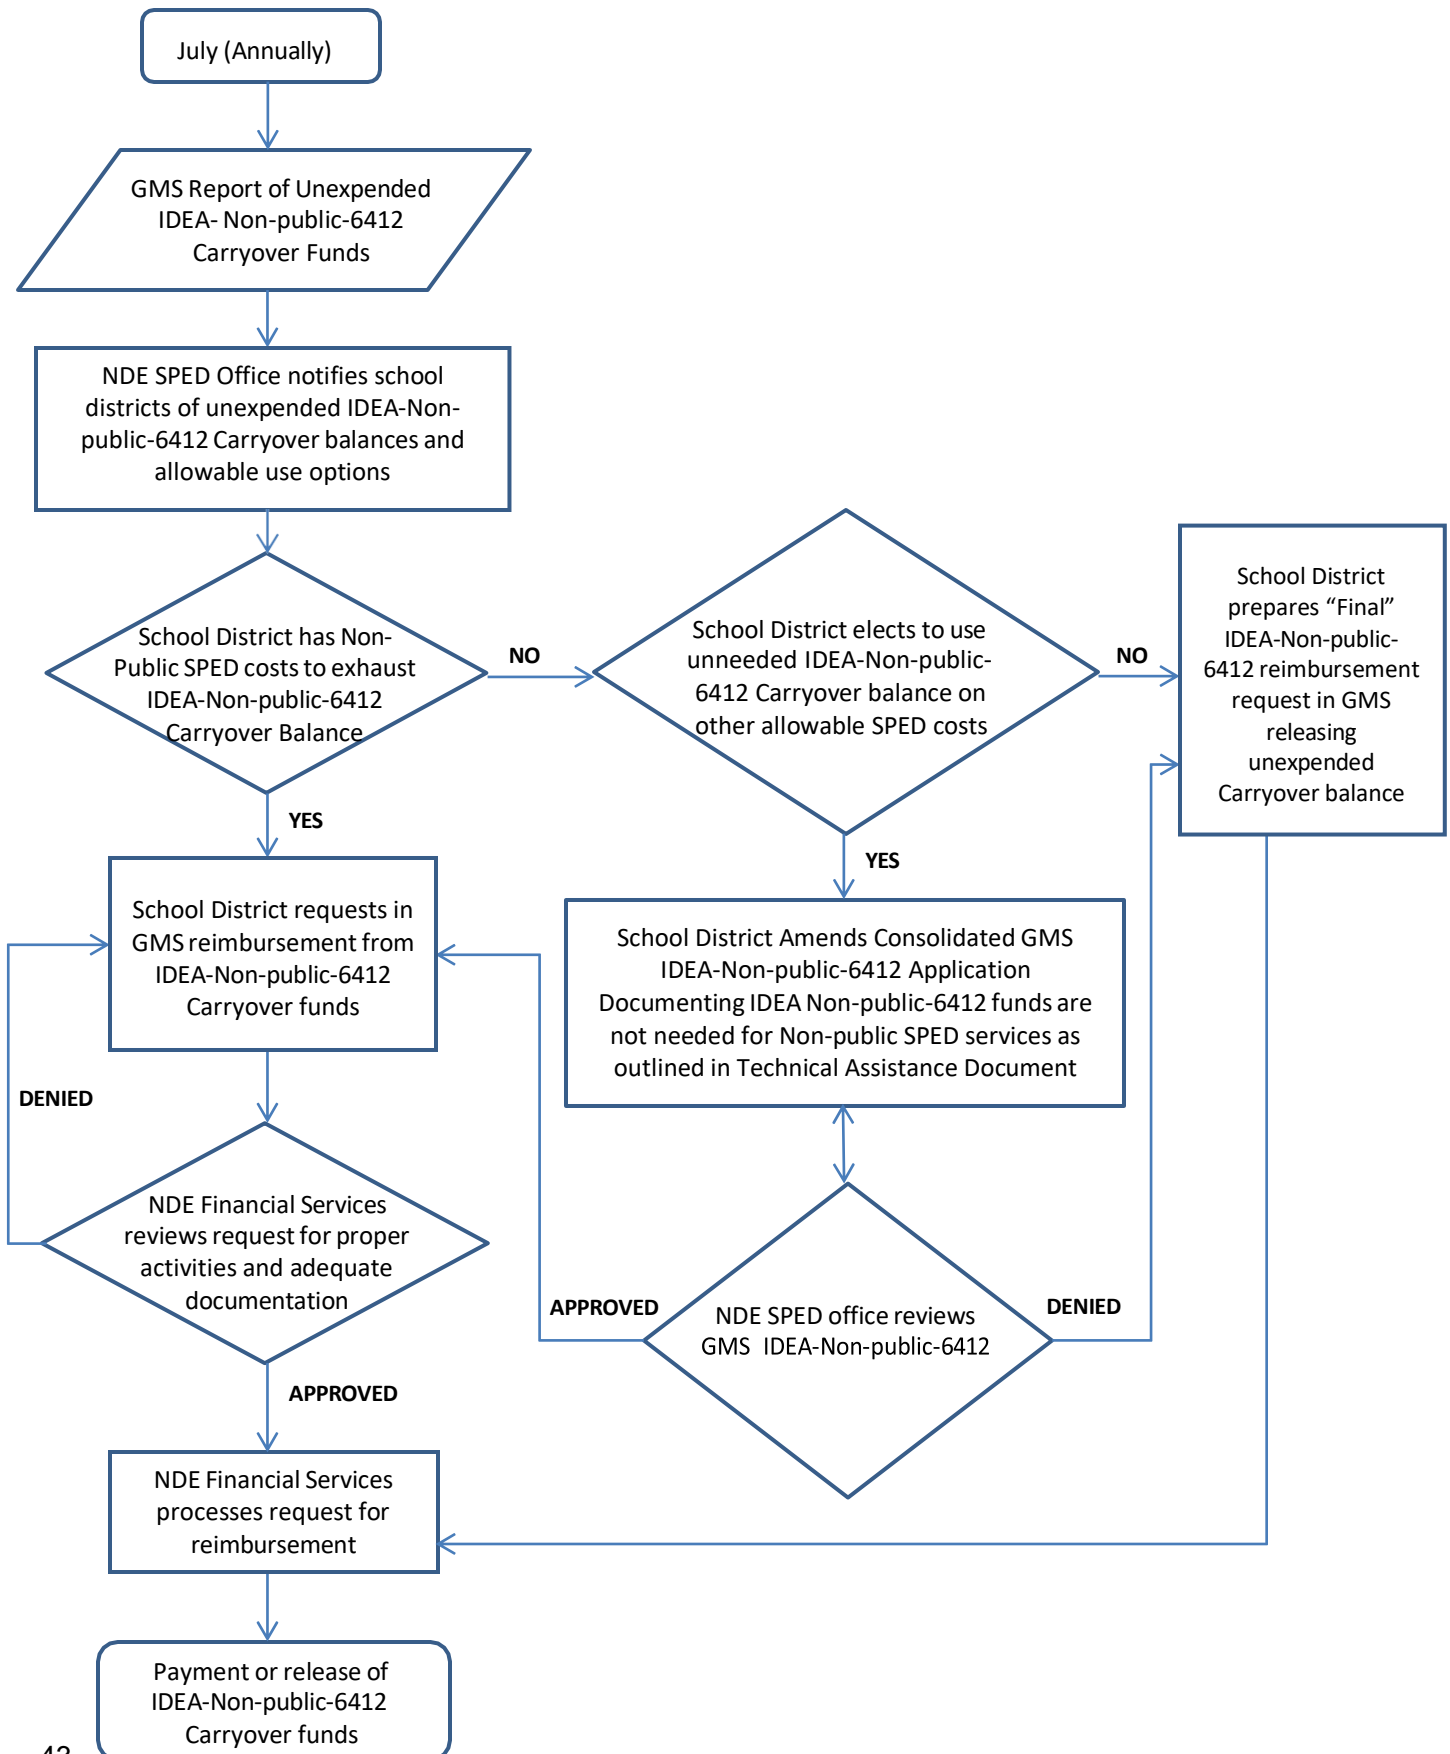 July (Annually)
GMS Report of Unexpended
IDEA- Non-public-6412
Carryover Funds
NDE SPED Office notifies school
districts of unexpended IDEA-Non-
public-6412 Carryover balances and
allowable use options
School District has Non-
Public SPED costs to exhaust
IDEA-Non-public-6412
Carryover Balance
NO
School District elects to use
unneeded IDEA-Non-public-
6412 Carryover balance on
other allowable SPED costs
NO
School District
prepares “Final”
IDEA-Non-public-
6412 reimbursement
request in GMS
releasing
unexpended
Carryover balance
YES
YES
School District requests in
GMS reimbursement from
IDEA-Non-public-6412
Carryover funds
School District Amends Consolidated GMS
IDEA-Non-public-6412 Application
Documenting IDEA Non-public-6412 funds are
not needed for Non-public SPED services as
outlined in Technical Assistance Document
DENIED
NDE Financial Services
reviews request for proper
activities and adequate
documentation
APPROVED
NDE SPED office reviews
GMS IDEA-Non-public-6412
DENIED
APPROVED
NDE Financial Services
processes request for
reimbursement
Payment or release of
IDEA-Non-public-6412
Carryover funds